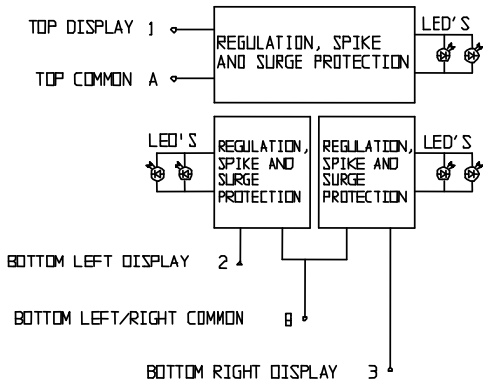 TOP DISPLAY 1
TOP COMMON A
REGULATION, SPIKE
AND SURGE PROTECTION
LED'S
LED'S
REGULATION,
SPIKE AND
SURGE
PROTECTION
REGULATION,
SPIKE AND
SURGE
PROTECTION
LED'S
BOTTOM LEFT DISPLAY 2
BOTTOM LEFT/RIGHT COMMON B
BOTTOM RIGHT DISPLAY 3